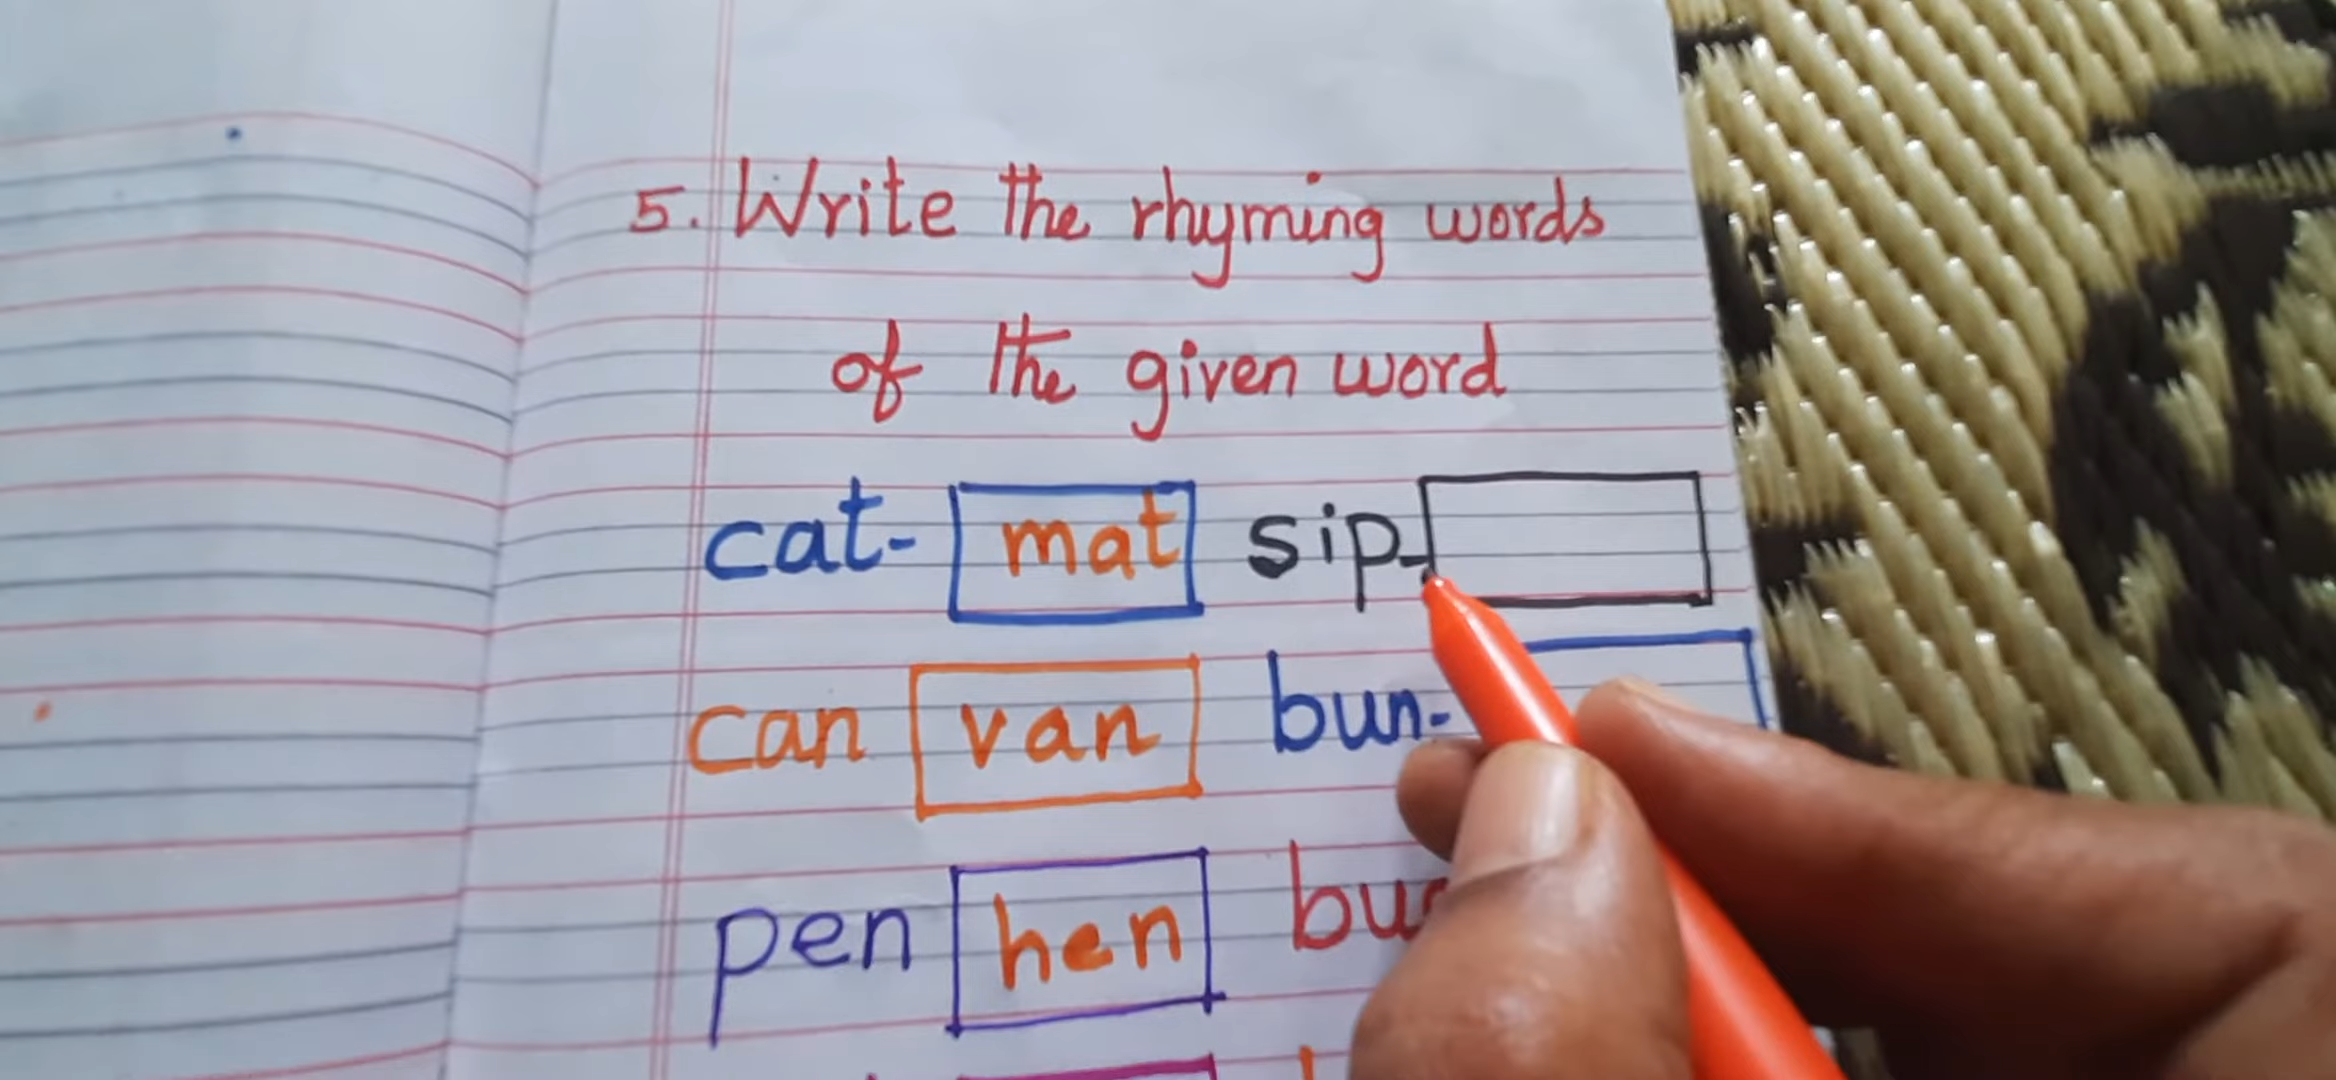 5. Write the rhyming words
of the given word
cat- mat sip-
can van bun-
pen hen